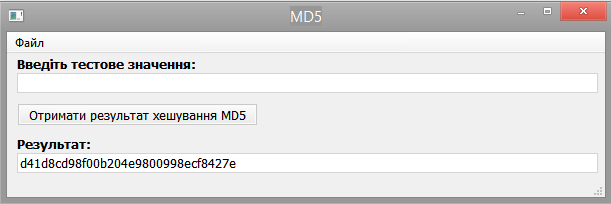 MD5
Файл
Введіть тестове значення:
Отримати результат хешування MD5
Результат:
d41d8cd98f00b204e9800998ecf8427e